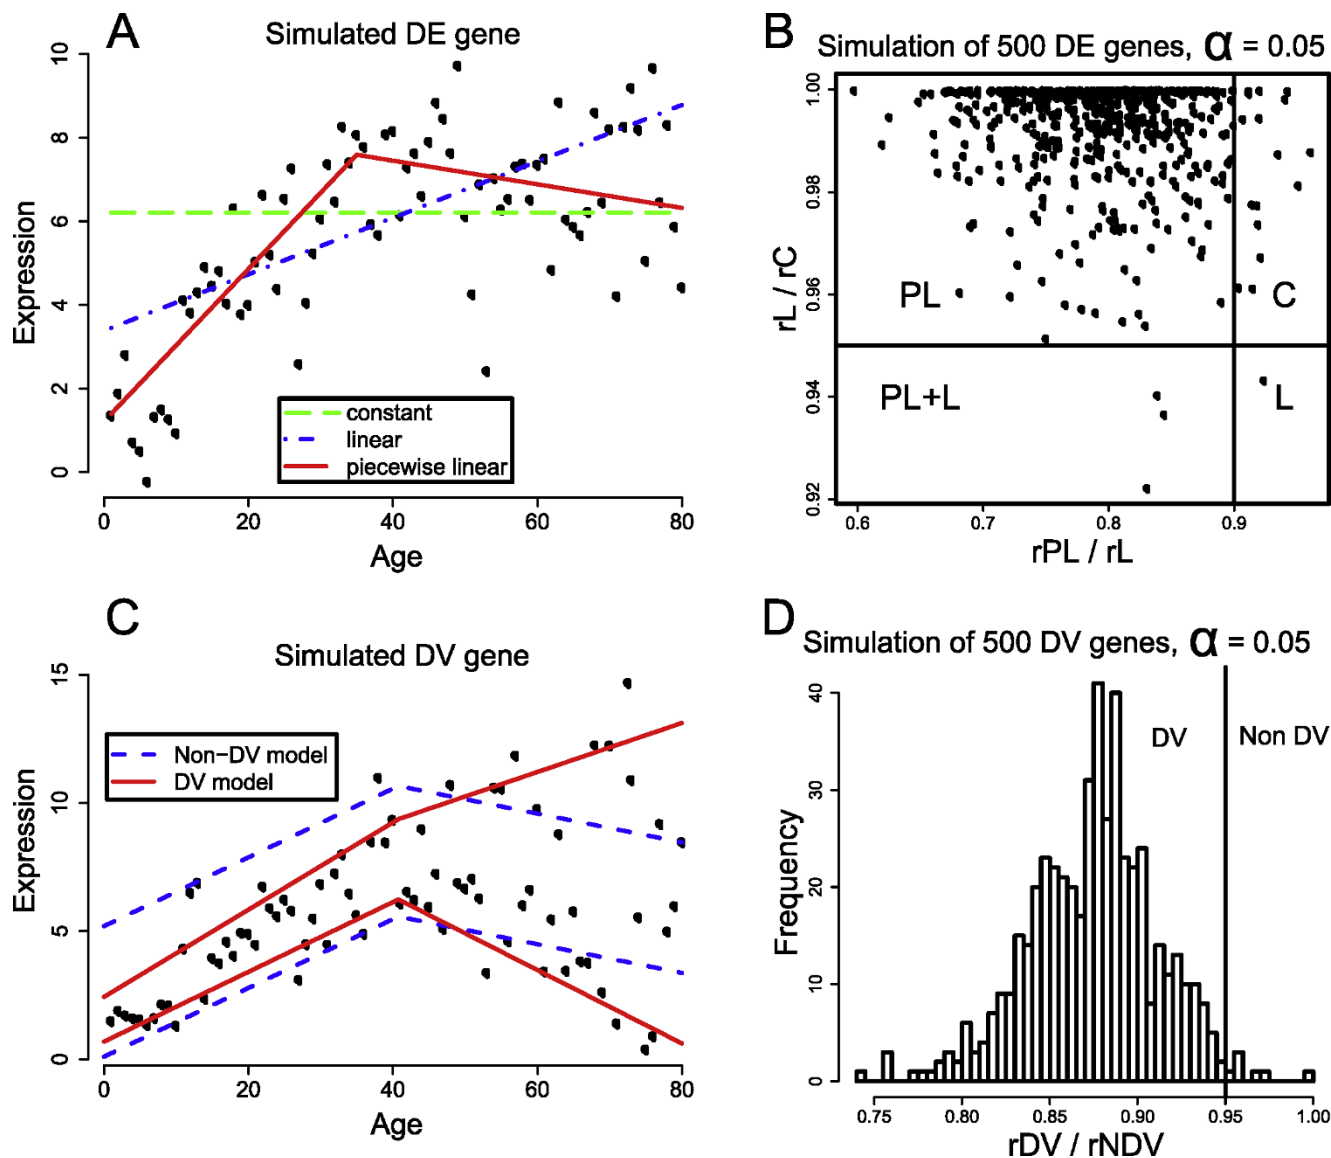 A
Simulated DE gene
Expression
10
8
6
4
2
0
constant
linear
piecewise linear
0 20 40 60 80
Age
B
Simulation of 500 DE genes, α = 0.05
rL / rC
1.00
0.98
0.96
0.94
0.92
PL
C
PL+L
L
0.6 0.7 0.8 0.9
rPL / rL
C
Simulated DV gene
Expression
15
10
5
0
Non-DV model
DV model
0 20 40 60 80
Age
D
Simulation of 500 DV genes, α = 0.05
Frequency
40
30
20
10
0
DV
Non DV
0.75 0.80 0.85 0.90 0.95 1.00
rDV / rNDV